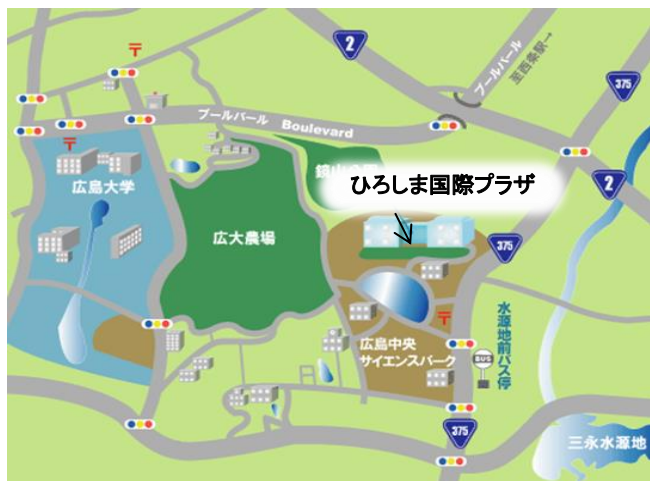 2
ブールバール
至西条駅→
375
ブールバール Boulevard
2
広島大学
ひろしま国際プラザ
広大農場
375
水源地前バス停
広島中央
サイエンスパーク
BUS
375
三永水源地